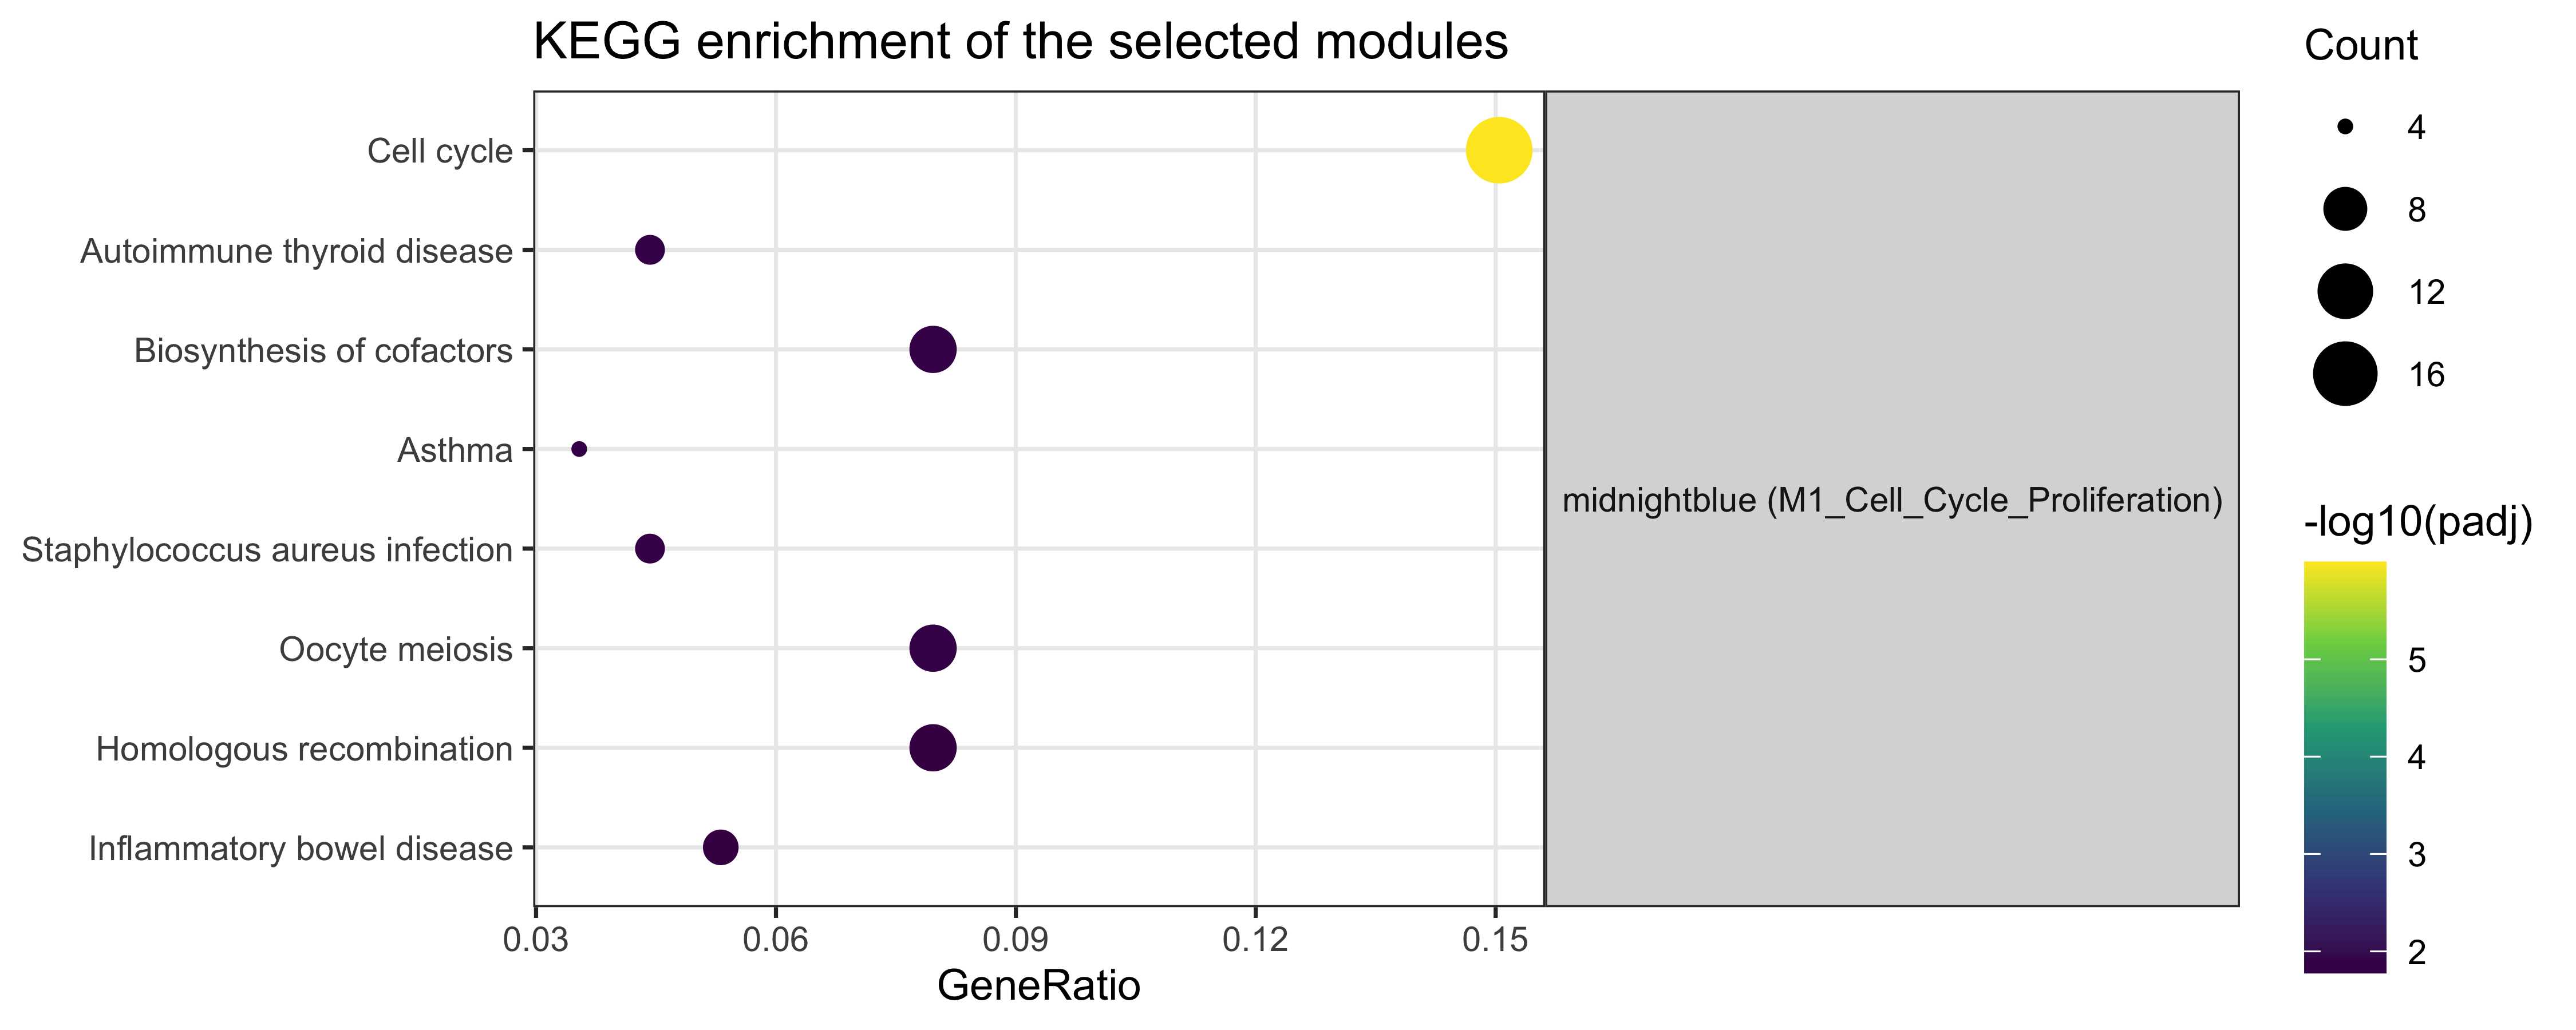 KEGG enrichment of the selected modules
Cell cycle
Autoimmune thyroid disease
Biosynthesis of cofactors
Asthma
Staphylococcus aureus infection
Oocyte meiosis
Homologous recombination
Inflammatory bowel disease
0.03 0.06 0.09 0.12 0.15
GeneRatio
midnightblue (M1_Cell_Cycle_Proliferation)
Count
4
8
12
16
-log10(padj)
5
4
3
2